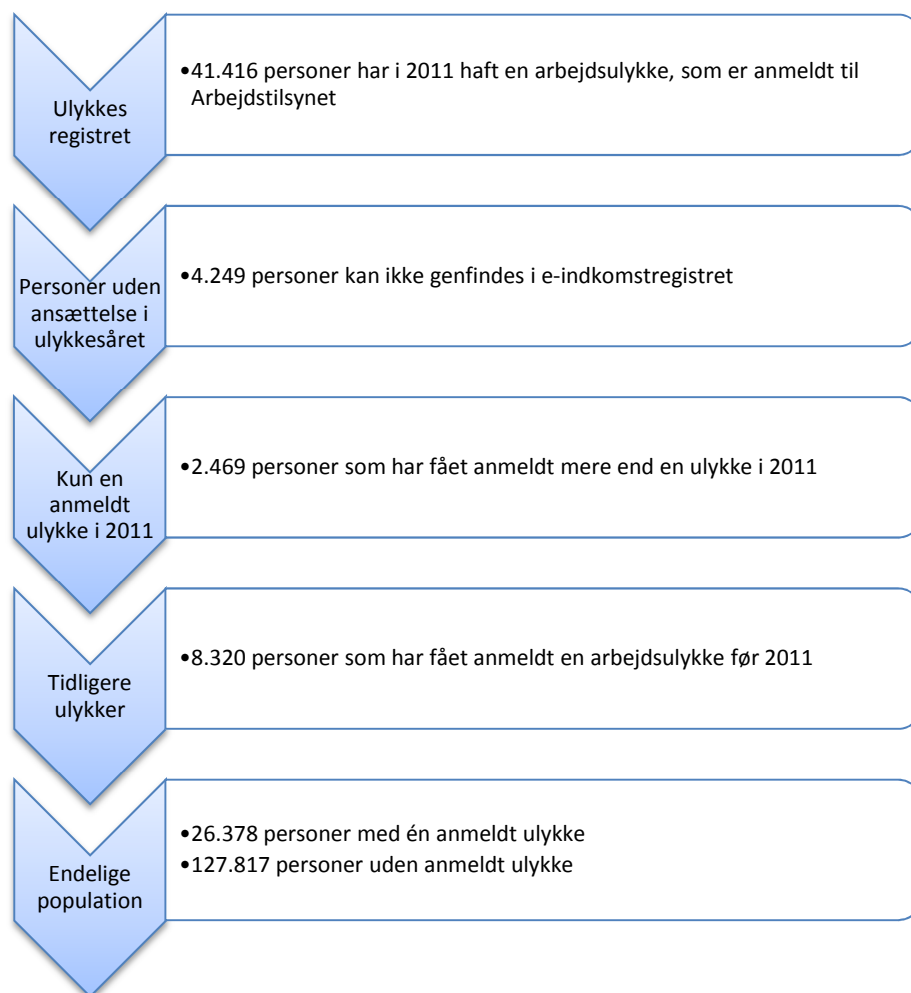 Ulykkes
registret
•41.416 personer har i 2011 haft en arbejdsulykke, som er anmeldt til
Arbejdstilsynet
Personer uden
ansættelse i
ulykkesåret
•4.249 personer kan ikke genfindes i e-indkomstregistret
Kun en
anmeldt
ulykke i 2011
•2.469 personer som har fået anmeldt mere end en ulykke i 2011
Tidligere
ulykker
•8.320 personer som har fået anmeldt en arbejdsulykke før 2011
Endelige
population
•26.378 personer med én anmeldt ulykke
•127.817 personer uden anmeldt ulykke